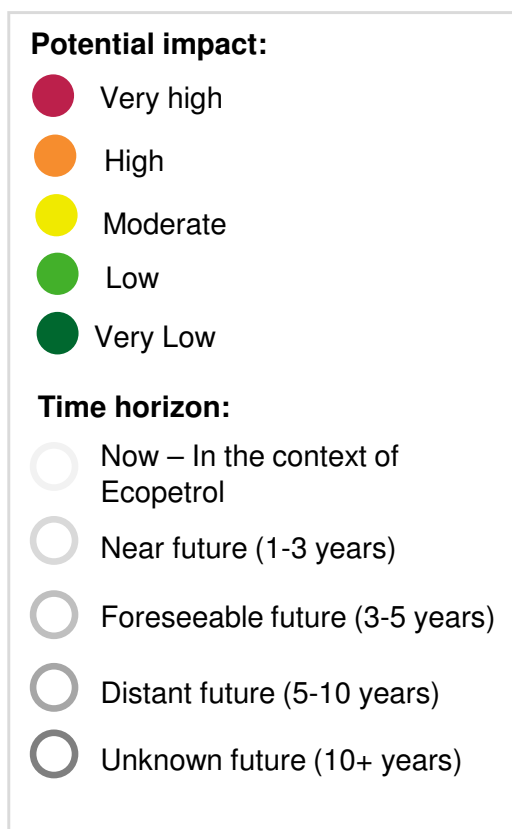 Potential impact:
Very high
High
Moderate
Low
Very Low
Time horizon:
Now – In the context of
Ecopetrol
Near future (1-3 years)
Foreseeable future (3-5 years)
Distant future (5-10 years)
Unknown future (10+ years)